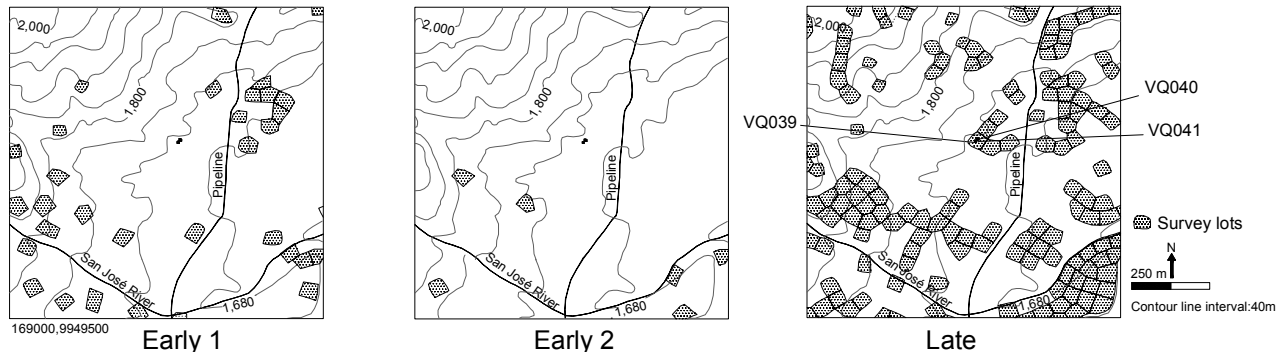 2,000
1,800
Pipeline
San José River
1,680
169000,9949500
Early 1
2,000
1,800
Pipeline
San José River
1,680
Early 2
2,000
1,800
VQ039
VQ040
VQ041
Pipeline
San José River
1,680
Late
Survey lots
N
250 m
Contour line interval:40m